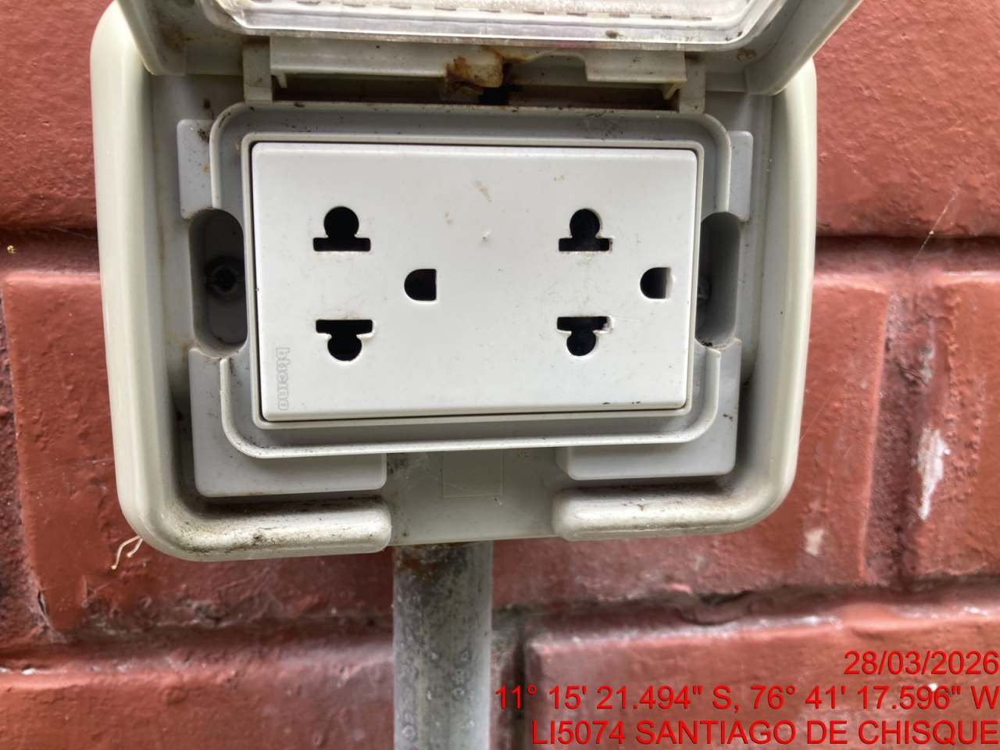 bticino
28/03/2026
11° 15' 21.494" S, 76° 41' 17.596" W
LI5074 SANTIAGO DE CHISQUE